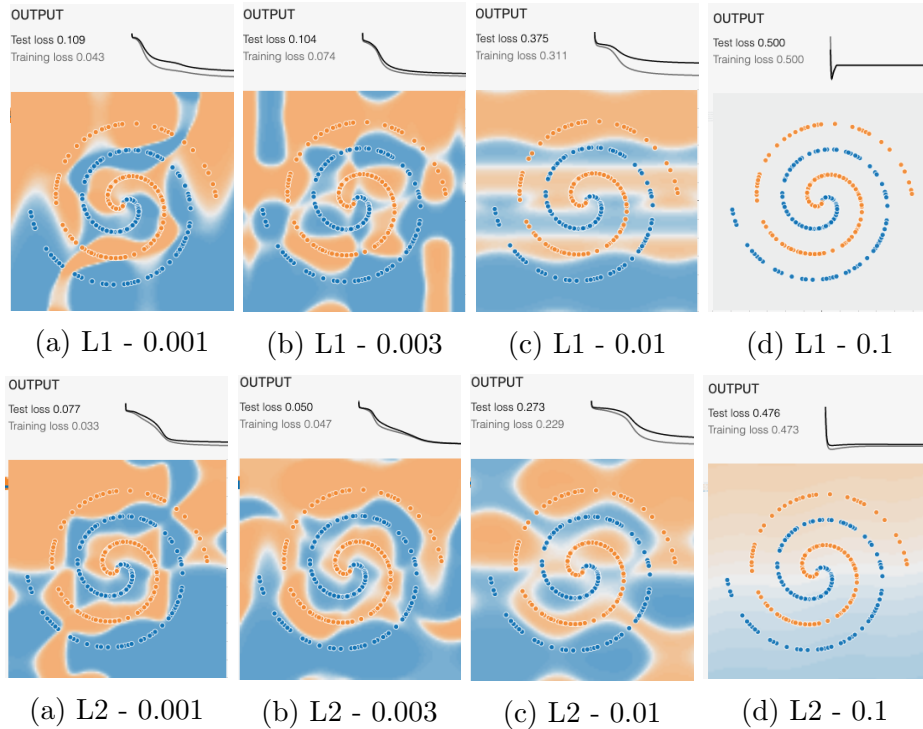 OUTPUT
Test loss 0.109
Training loss 0.043
OUTPUT
Test loss 0.104
Training loss 0.074
OUTPUT
Test loss 0.375
Training loss 0.311
OUTPUT
Test loss 0.500
Training loss 0.500
(a) L1 - 0.001
(b) L1 - 0.003
(c) L1 - 0.01
(d) L1 - 0.1
OUTPUT
Test loss 0.077
Training loss 0.033
OUTPUT
Test loss 0.050
Training loss 0.047
OUTPUT
Test loss 0.273
Training loss 0.229
OUTPUT
Test loss 0.476
Training loss 0.473
(a) L2 - 0.001
(b) L2 - 0.003
(c) L2 - 0.01
(d) L2 - 0.1